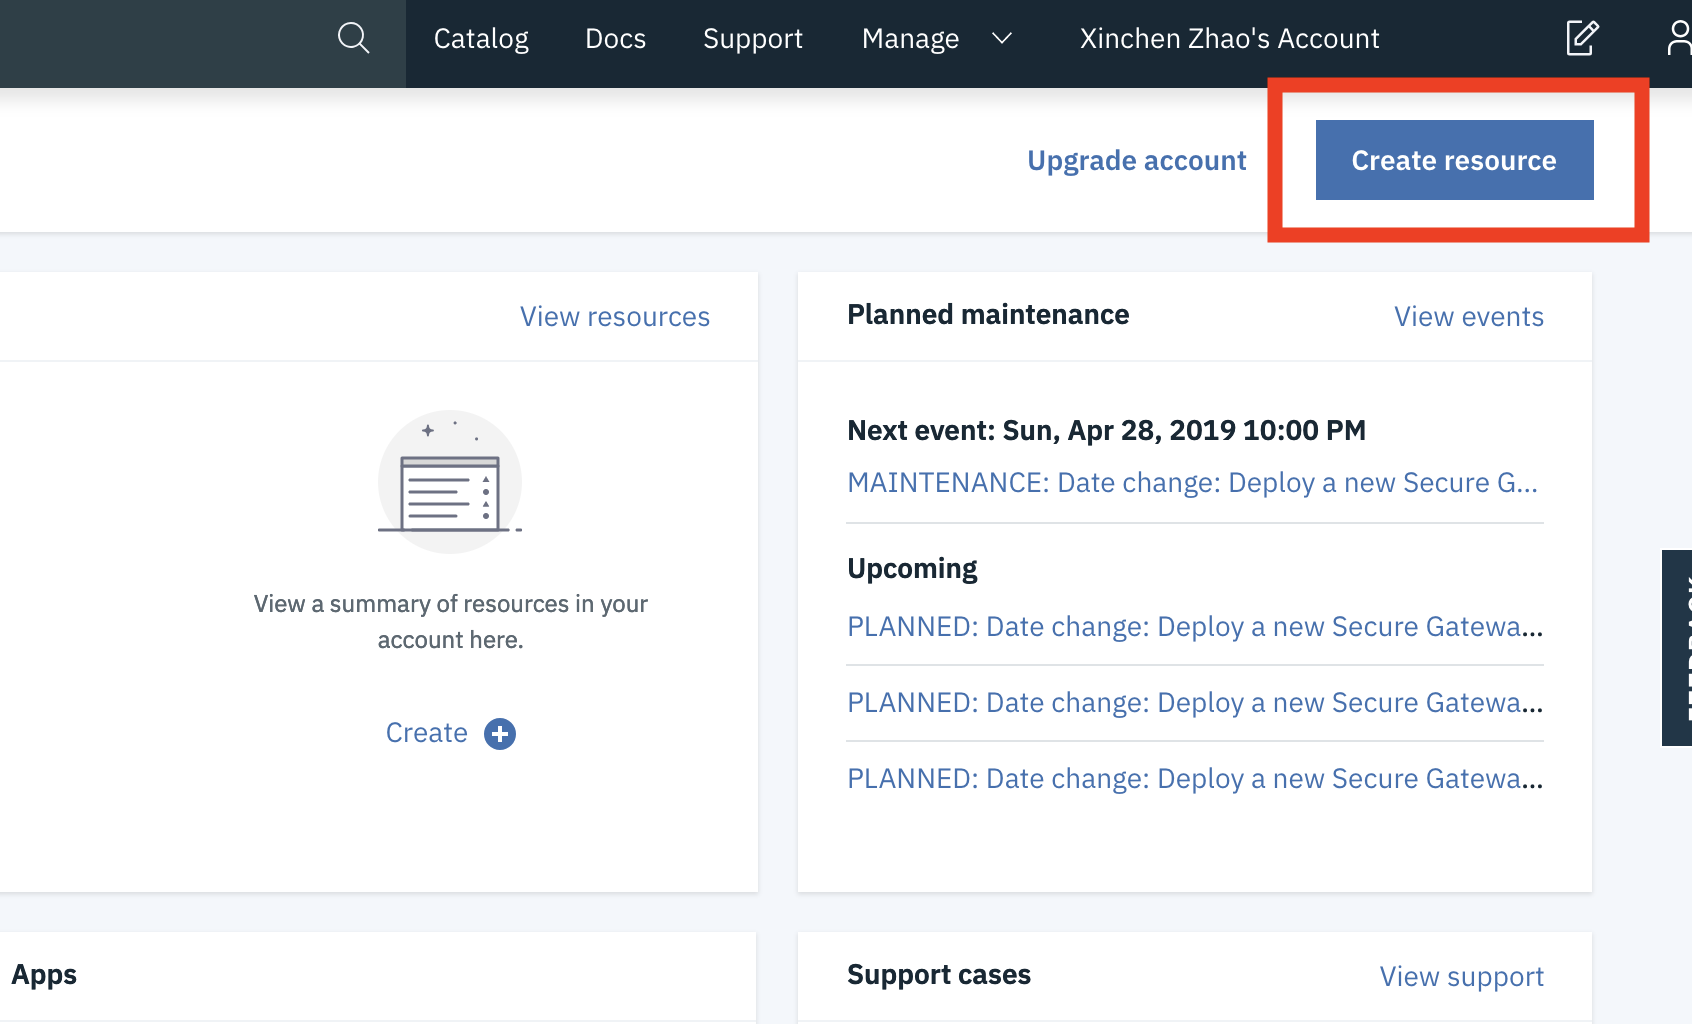 Catalog Docs Support Manage Xinchen Zhao's Account
Upgrade account Create resource
View resources
View a summary of resources in your
account here.
Create
Planned maintenance View events
Next event: Sun, Apr 28, 2019 10:00 PM
MAINTENANCE: Date change: Deploy a new Secure G...
Upcoming
PLANNED: Date change: Deploy a new Secure Gatewa...
PLANNED: Date change: Deploy a new Secure Gatewa...
PLANNED: Date change: Deploy a new Secure Gatewa...
FEEDBACK
Apps
Support cases View support